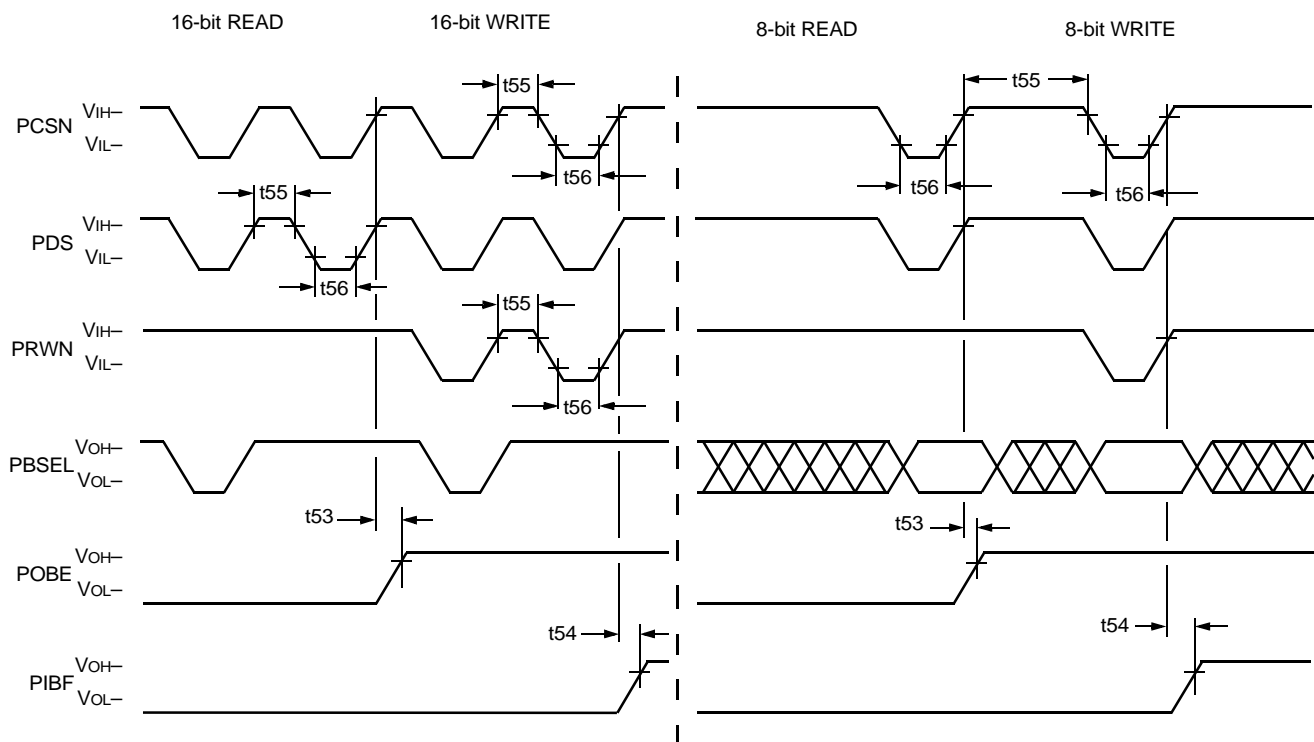 16-bit READ
16-bit WRITE
8-bit READ
8-bit WRITE
t55
t55
PCSN
VIH–
VIL–
t56
t56
t56
t55
PDS
VIH–
VIL–
t56
t55
PRWN
VIH–
VIL–
t56
PBSEL
VOH–
VOL–
t53
t53
POBE
VOH–
VOL–
t54
t54
PIBF
VOH–
VOL–